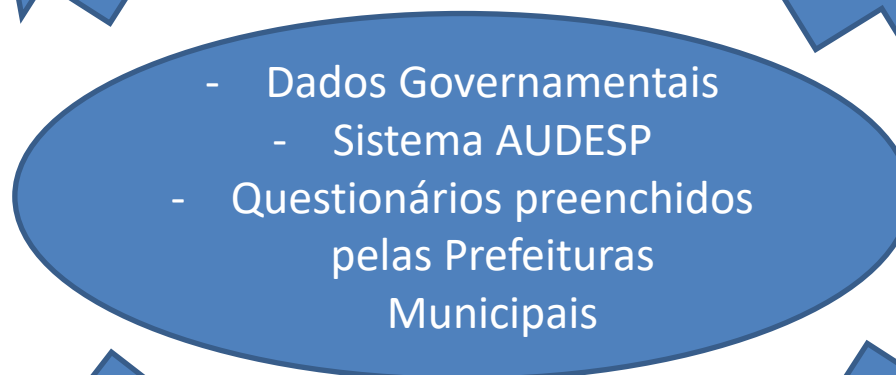 - Dados Governamentais
- Sistema AUDESP
- Questionários preenchidos
pelas Prefeituras
Municipais